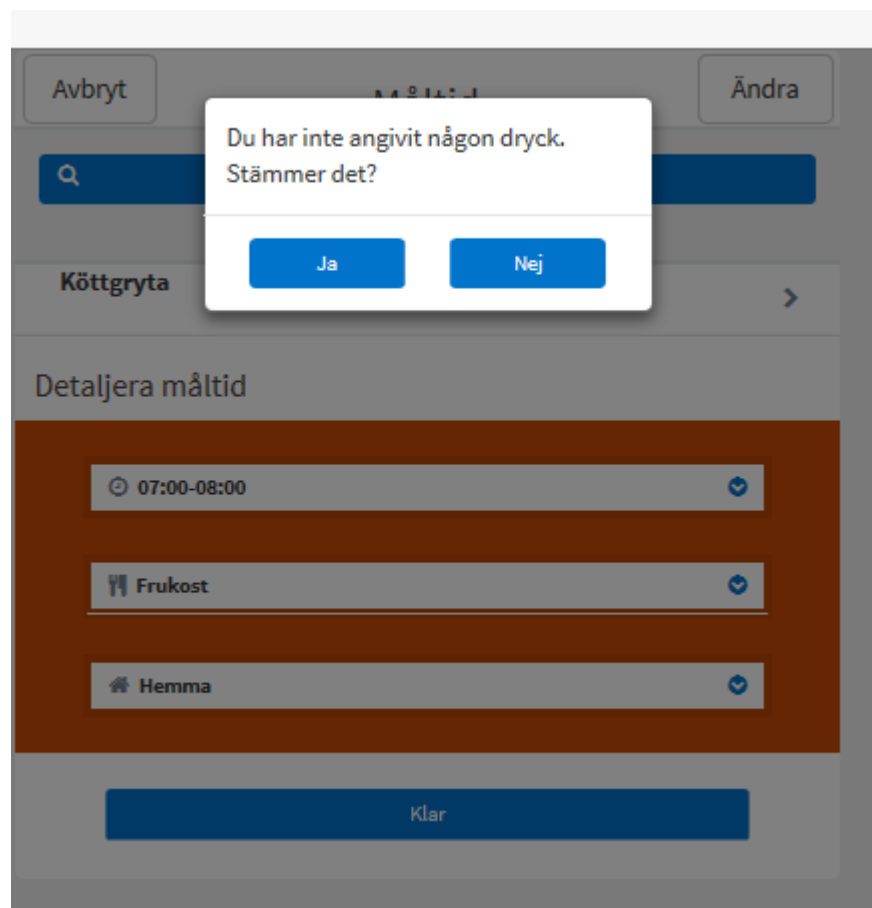 Avbryt
Måltid
Ändra
Du har inte angivit någon dryck.
Stämmer det?
Ja
Nej
Köttgryta
Detaljera måltid
07:00-08:00
Frukost
Hemma
Klar